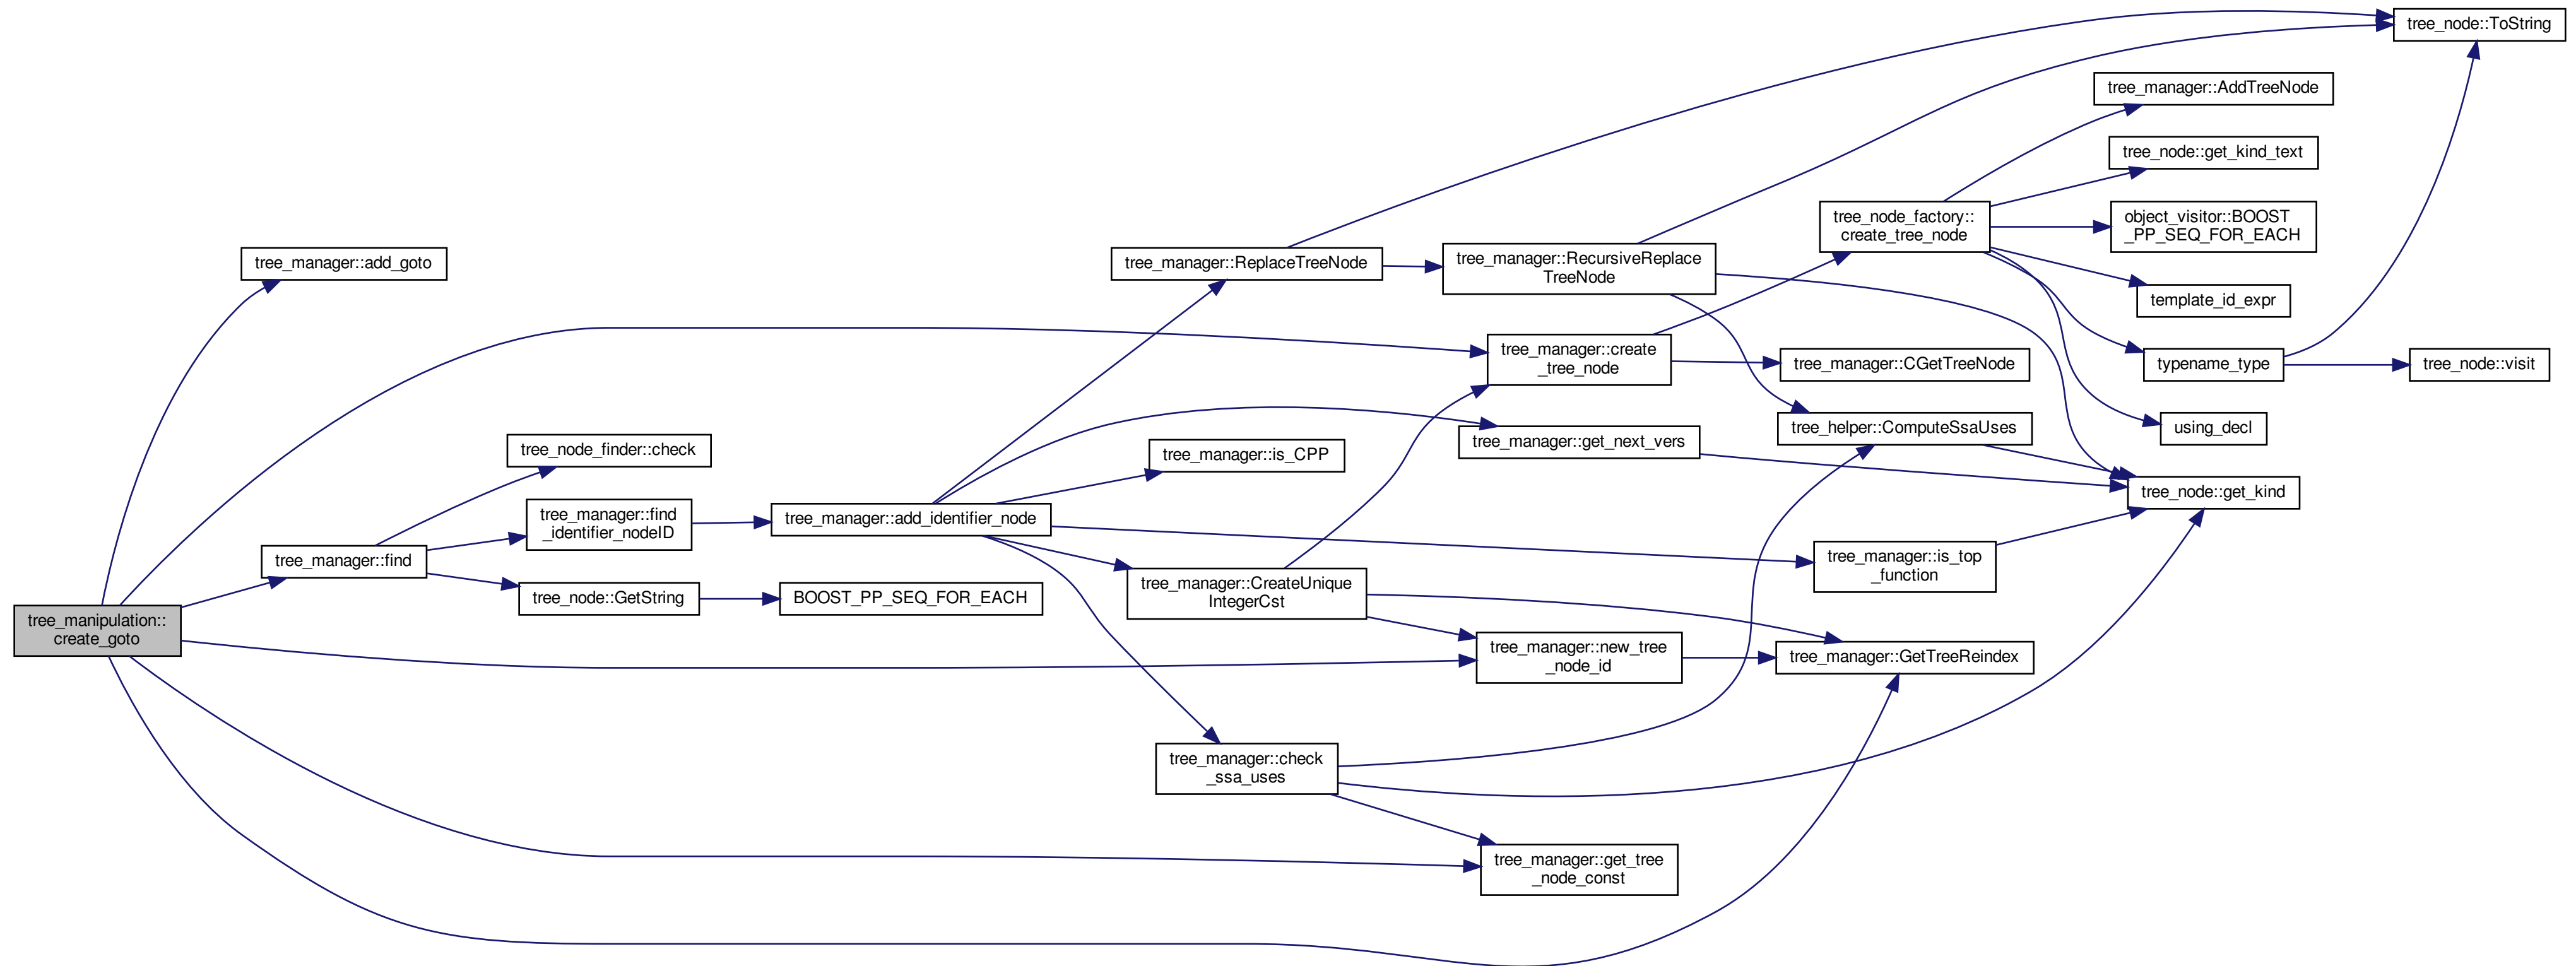 tree_manipulation::
create_goto
tree_manager::add_goto
tree_manager::find
tree_node_finder::check
tree_manager::find
_identifier_nodeID
tree_node::GetString
tree_manager::add_identifier_node
BOOST_PP_SEQ_FOR_EACH
tree_manager::ReplaceTreeNode
tree_manager::is_CPP
tree_manager::CreateUnique
IntegerCst
tree_manager::check
_ssa_uses
tree_manager::RecursiveReplace
TreeNode
tree_manager::create
_tree_node
tree_manager::get_next_vers
tree_manager::new_tree
_node_id
tree_manager::get_tree
_node_const
tree_node_factory::
create_tree_node
tree_manager::CGetTreeNode
tree_helper::ComputeSsaUses
tree_manager::is_top
_function
tree_manager::GetTreeReindex
tree_manager::AddTreeNode
tree_node::get_kind_text
object_visitor::BOOST
_PP_SEQ_FOR_EACH
template_id_expr
typename_type
using_decl
tree_node::get_kind
tree_node::ToString
tree_node::visit